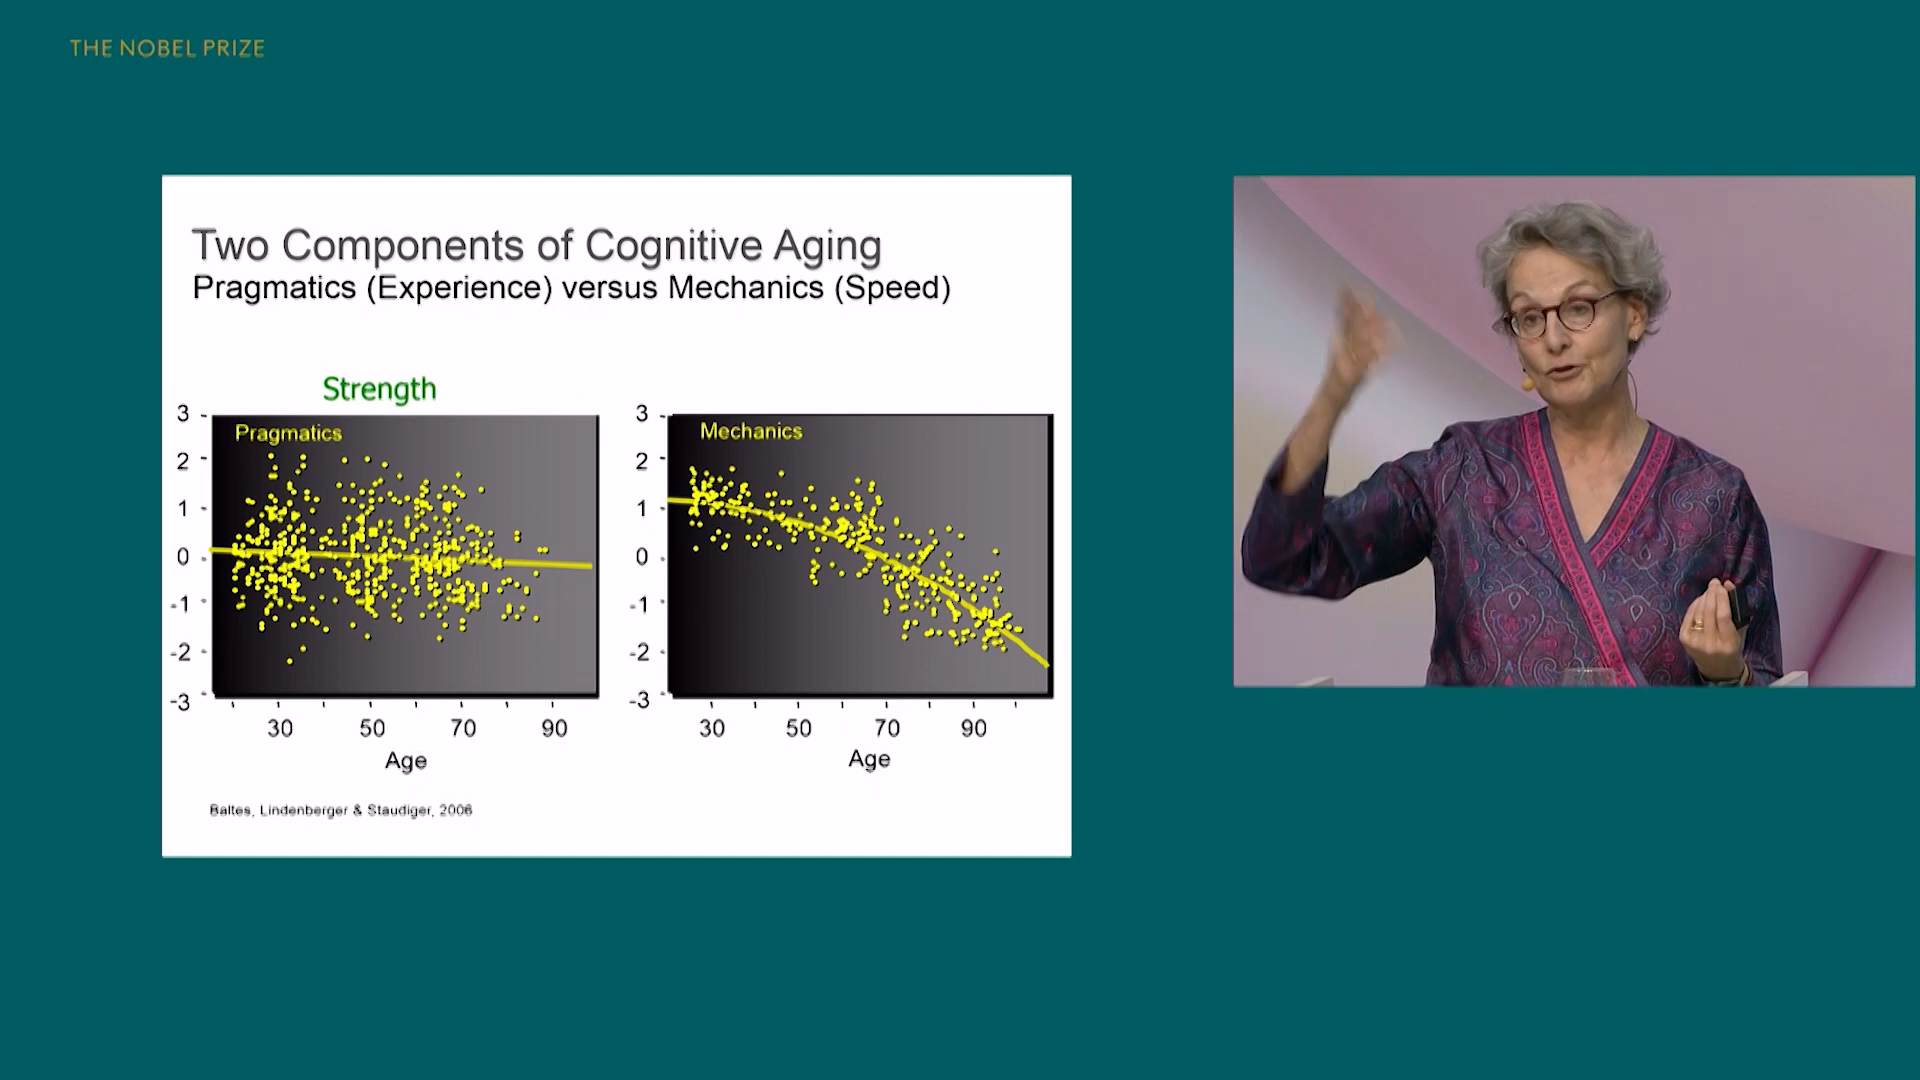 THE NOBEL PRIZE
Two Components of Cognitive Aging
Pragmatics (Experience) versus Mechanics (Speed)
Strength
3
2
1
0
-1
-2
-3
Pragmatics
30 50 70 90
Age
3
2
1
0
-1
-2
-3
Mechanics
30 50 70 90
Age
Baltes, Lindenberger & Staudiger, 2006